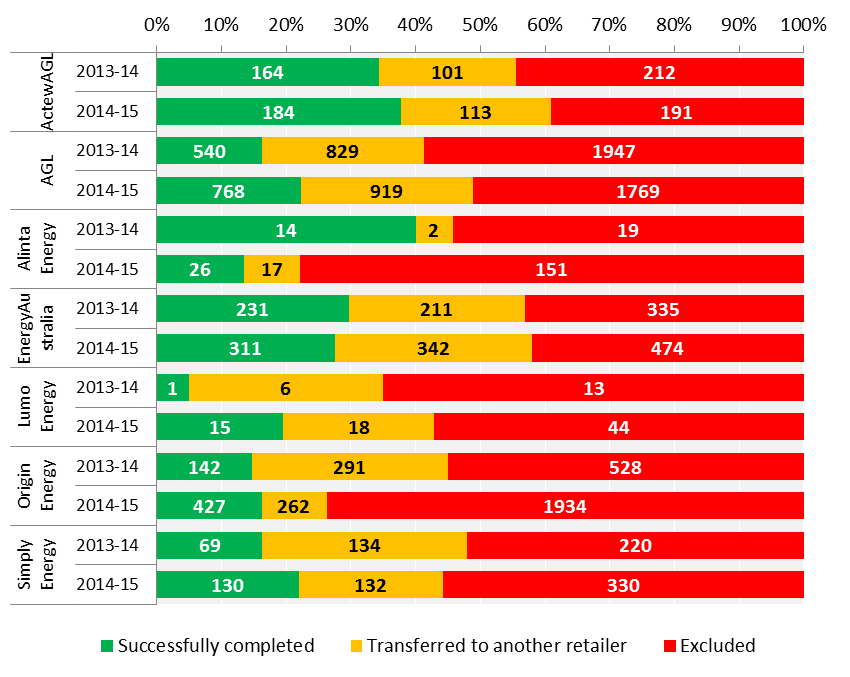 0% 10% 20% 30% 40% 50% 60% 70% 80% 90% 100%
ActewAGL
2013-14 164 101 212
2014-15 184 113 191
AGL
2013-14 540 829 1947
2014-15 768 919 1769
Alinta
Energy
2013-14 14 2 19
2014-15 26 17 151
EnergyAu
stralia
2013-14 231 211 335
2014-15 311 342 474
Lumo
Energy
2013-14 1 6 13
2014-15 15 18 44
Origin
Energy
2013-14 142 291 528
2014-15 427 262 1934
Simply
Energy
2013-14 69 134 220
2014-15 130 132 330
Successfully completed Transferred to another retailer Excluded